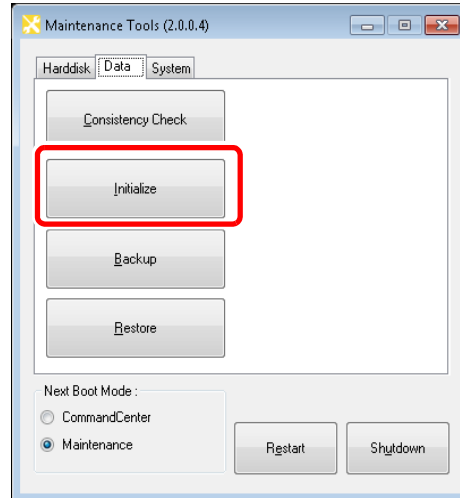 Maintenance Tools (2.0.0.4)
Harddisk Data System
Consistency Check
Initialize
Backup
Restore
Next Boot Mode :
CommandCenter
Maintenance
Restart Shutdown